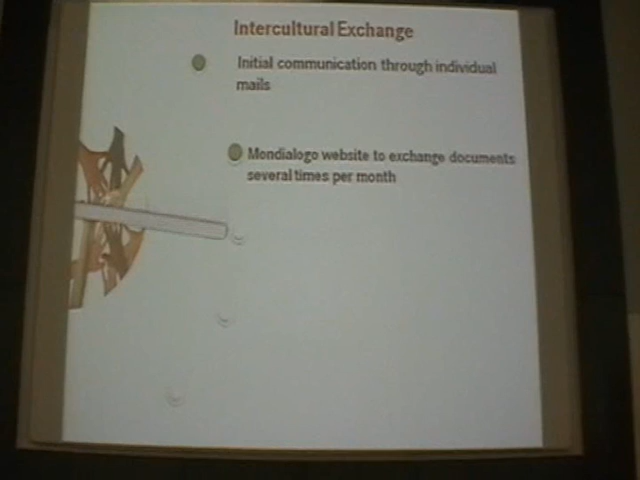 Intercultural Exchange
Initial communication through individual
mails
Mondialogo website to exchange documents
several times per month